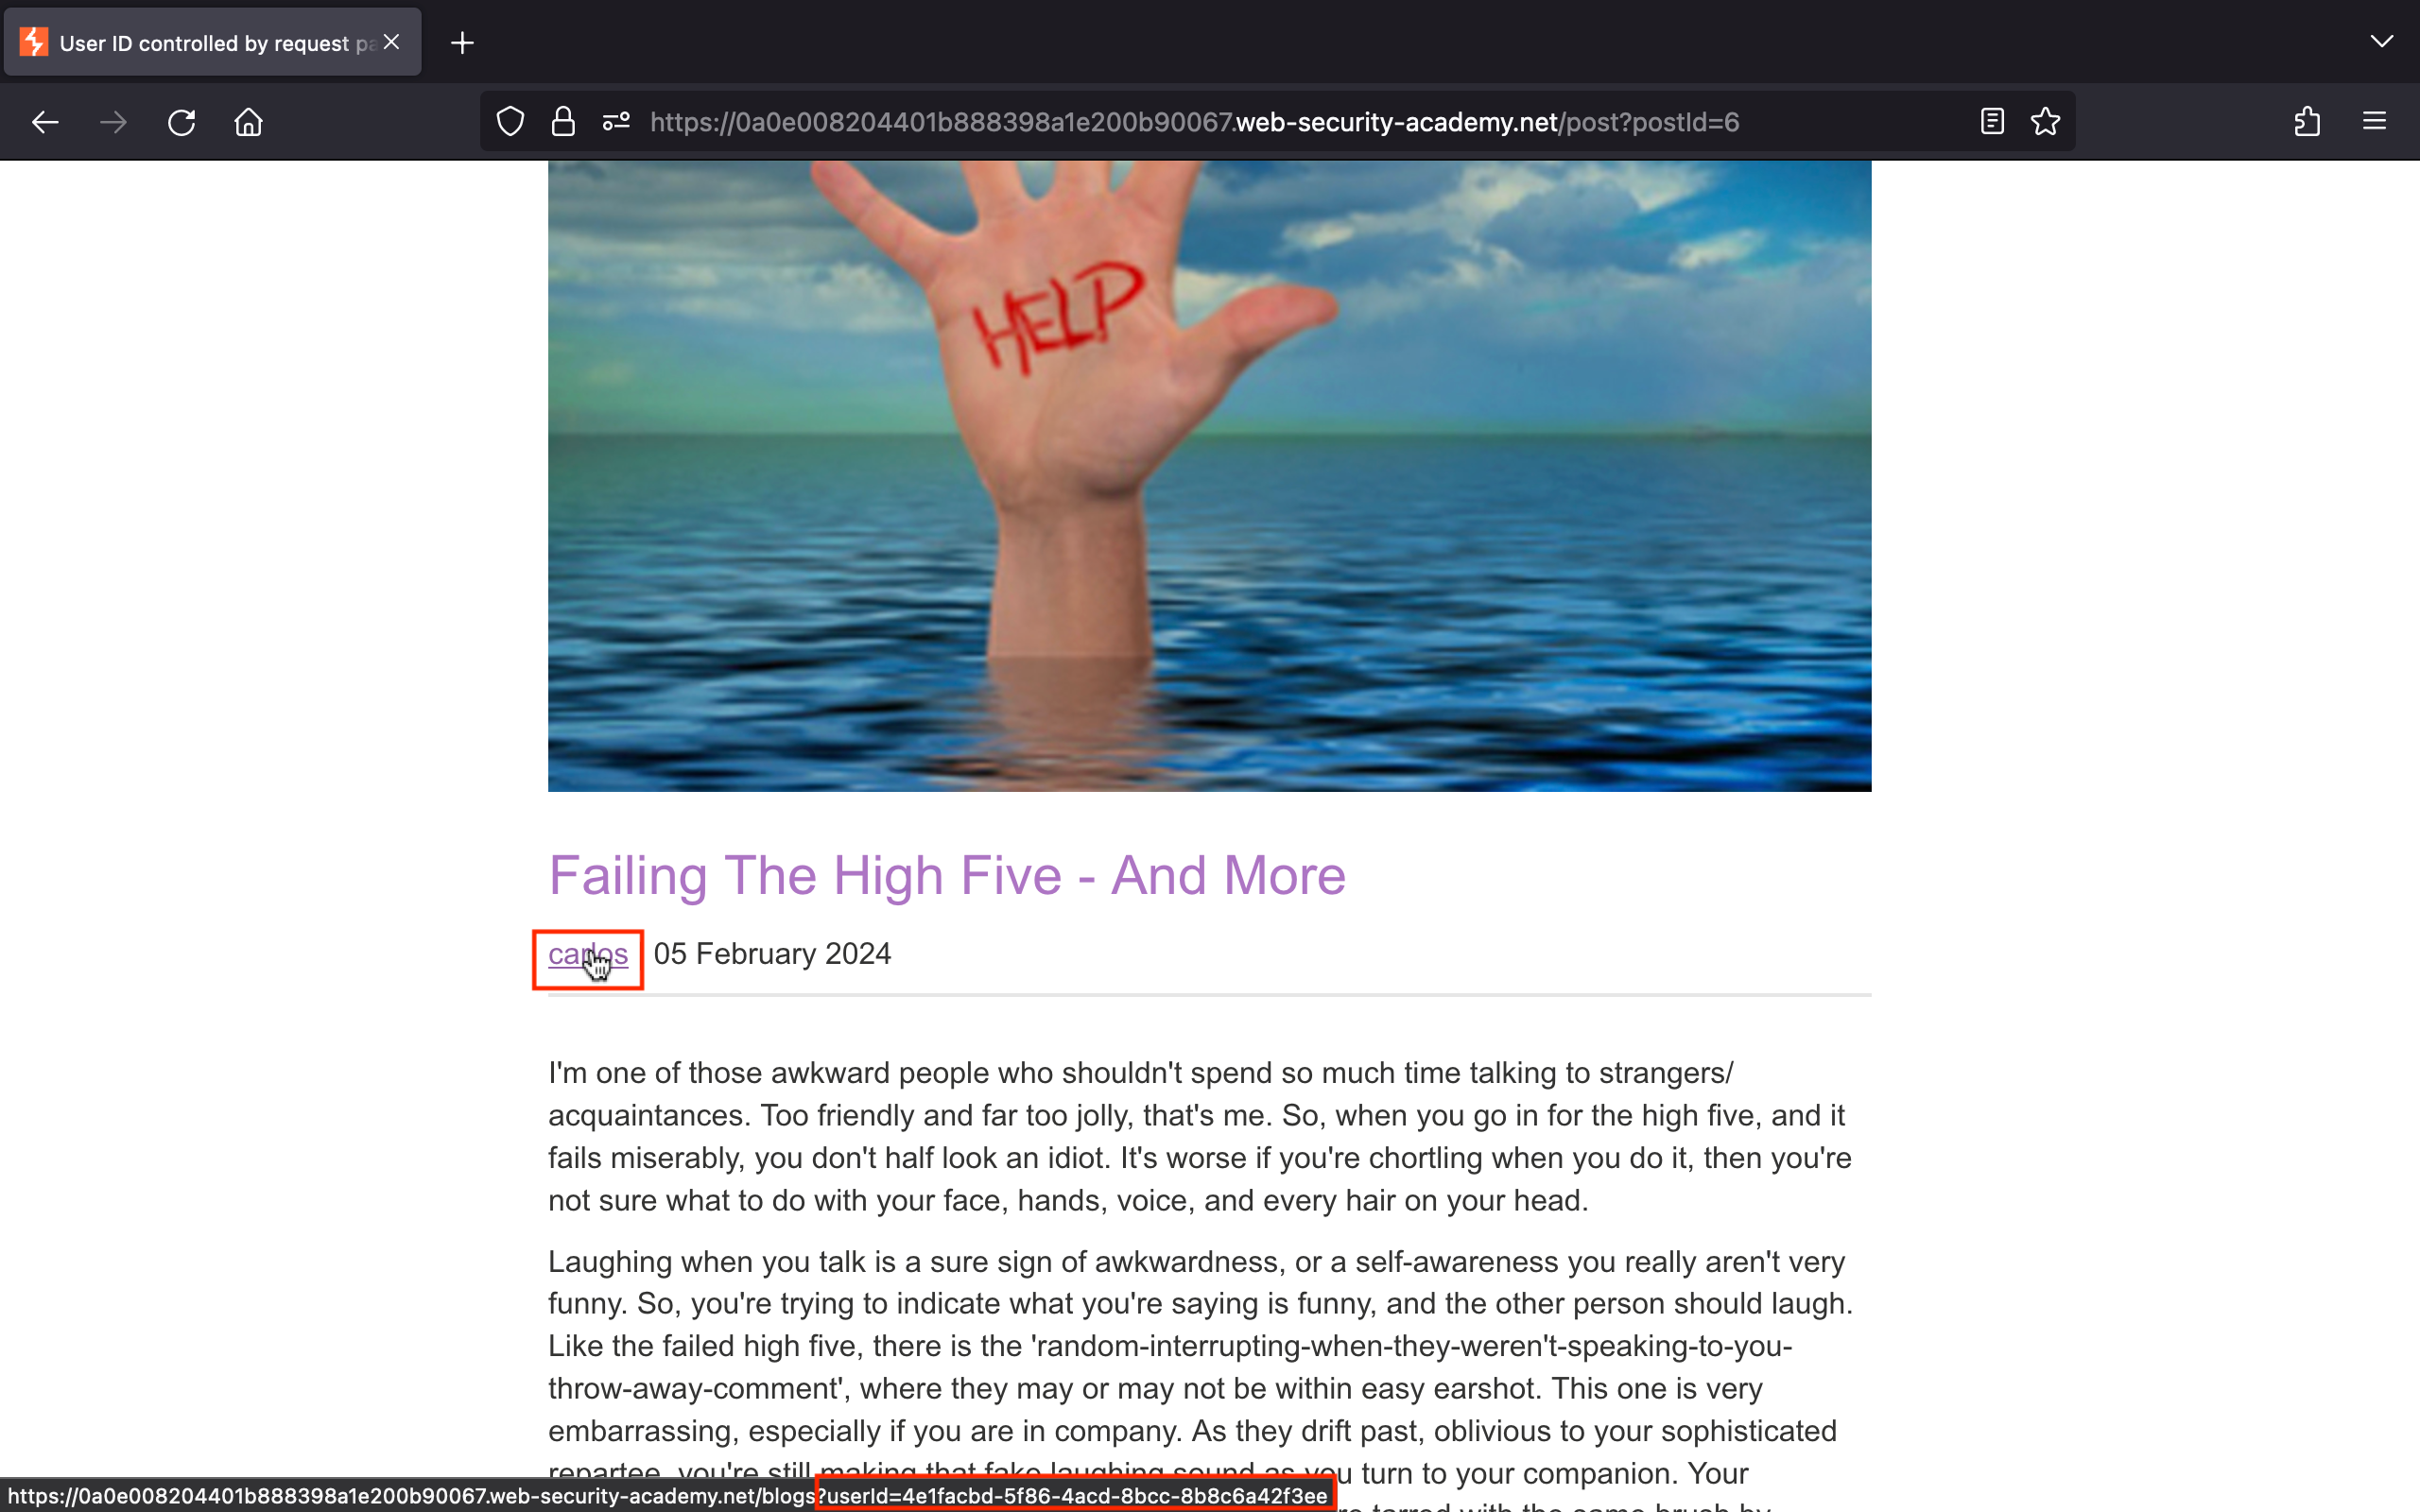 User ID controlled by request pa
https://0a0e008204401b888398a1e200b90067.web-security-academy.net/post?postId=6
HELP
Failing The High Five - And More
carlos 05 February 2024
I'm one of those awkward people who shouldn't spend so much time talking to strangers/
acquaintances. Too friendly and far too jolly, that's me. So, when you go in for the high five, and it
fails miserably, you don't half look an idiot. It's worse if you're chortling when you do it, then you're
not sure what to do with your face, hands, voice, and every hair on your head.
Laughing when you talk is a sure sign of awkwardness, or a self-awareness you really aren't very
funny. So, you're trying to indicate what you're saying is funny, and the other person should laugh.
Like the failed high five, there is the 'random-interrupting-when-they-weren't-speaking-to-you-
throw-away-comment', where they may or may not be within easy earshot. This one is very
embarrassing, especially if you are in company. As they drift past, oblivious to your sophisticated
repartee, you're still making that fake laughing sound as you turn to your companion. Your
tarred with the same brush by
https://0a0e008204401b888398a1e200b90067.web-security-academy.net/blogs?userId=4e1facbd-5f86-4acd-8bcc-8b8c6a42f3ee